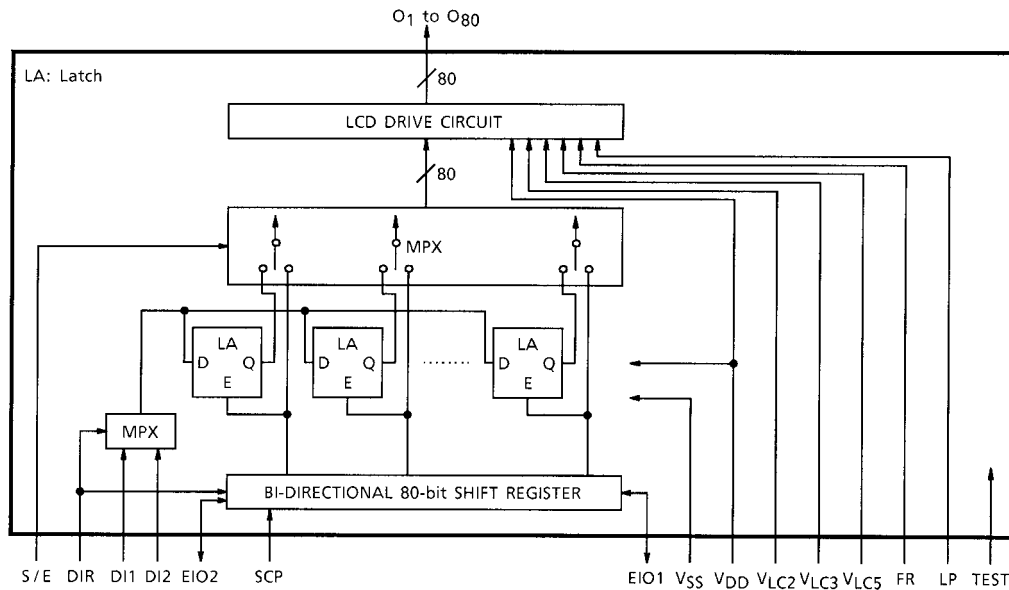 O1 to O80
LA: Latch
80
LCD DRIVE CIRCUIT
80
MPX
LA
D Q
E
LA
D Q
E
........
LA
D Q
E
MPX
BI-DIRECTIONAL 80-bit SHIFT REGISTER
S/E DIR DI1 DI2 EIO2 SCP EIO1 VSS VDD VLC2 VLC3 VLC5 FR LP TEST